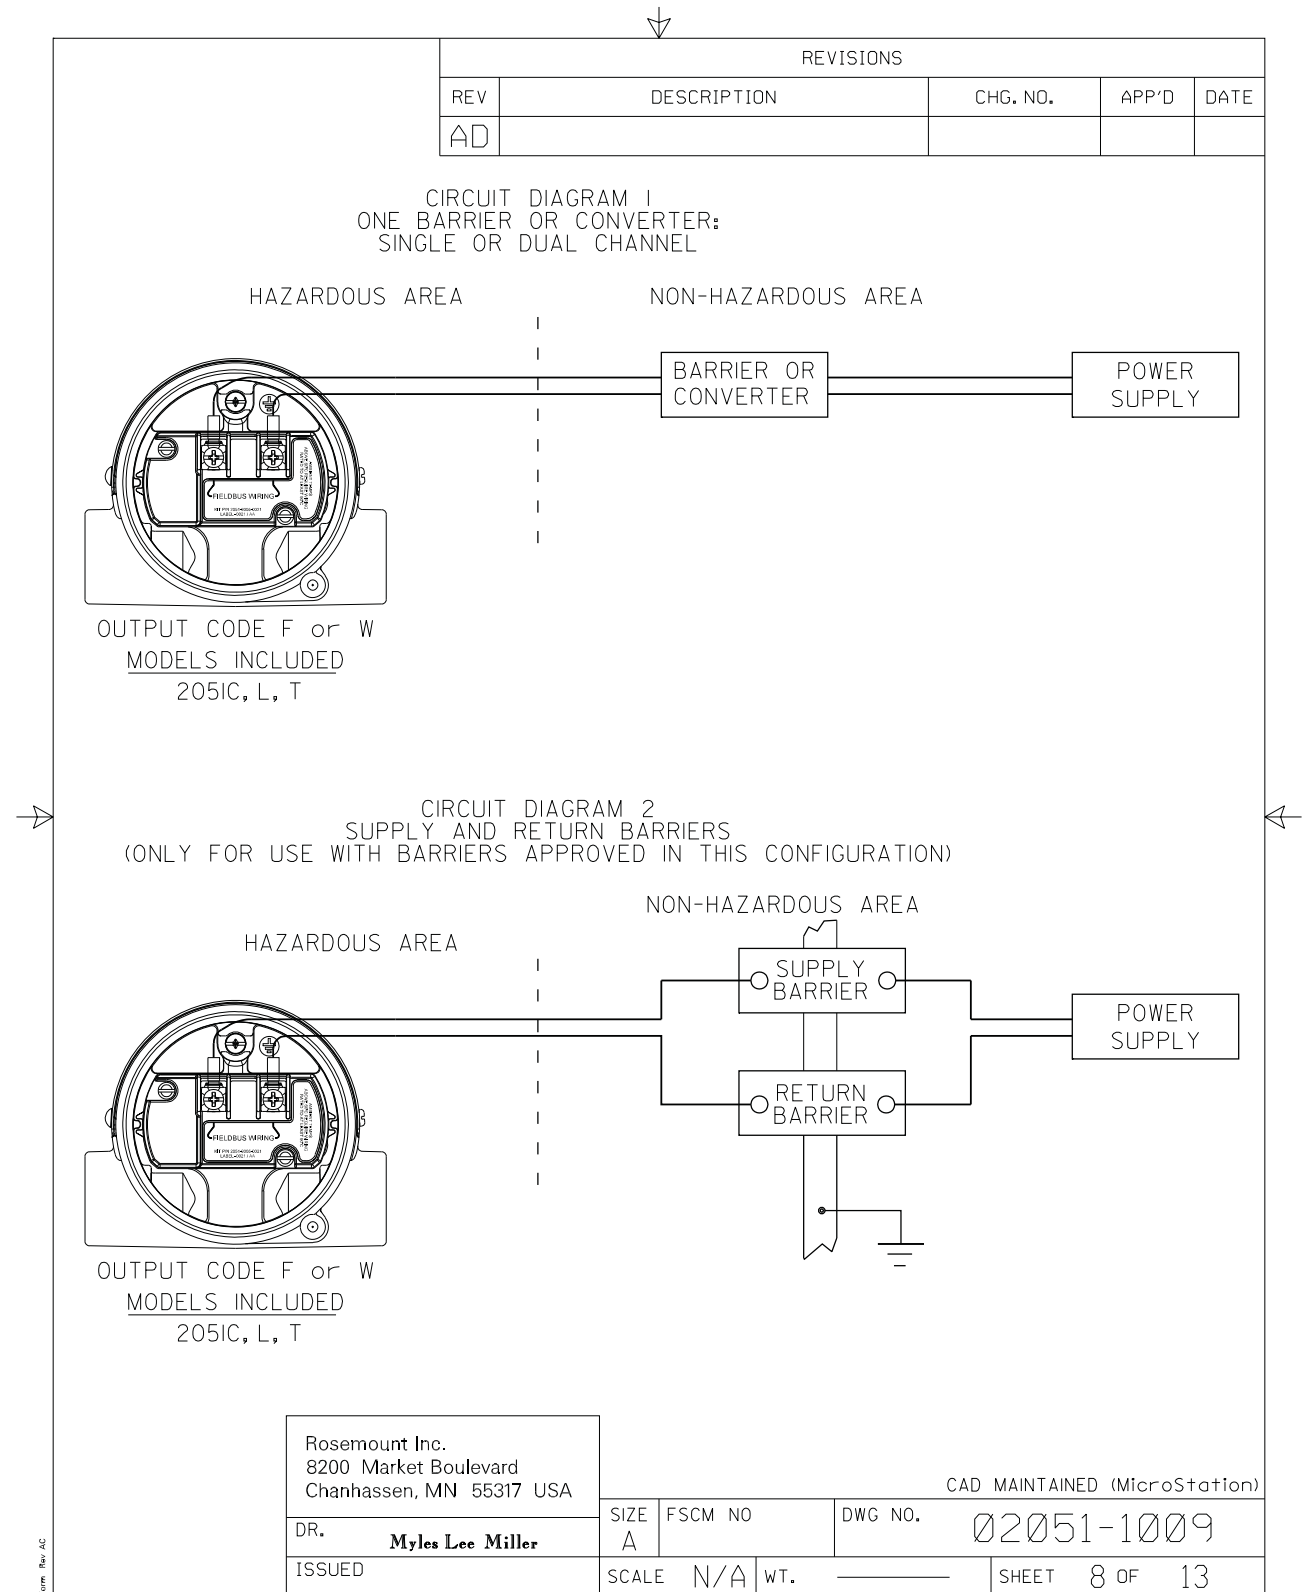 REVISIONS
REV DESCRIPTION CHG. NO. APP'D DATE
AD
CIRCUIT DIAGRAM 1
ONE BARRIER OR CONVERTER:
SINGLE OR DUAL CHANNEL
HAZARDOUS AREA NON-HAZARDOUS AREA
BARRIER OR
CONVERTER
POWER
SUPPLY
FIELDBUS WIRING
OUTPUT CODE F or W
MODELS INCLUDED
2051C, L, T
CIRCUIT DIAGRAM 2
SUPPLY AND RETURN BARRIERS
(ONLY FOR USE WITH BARRIERS APPROVED IN THIS CONFIGURATION)
NON-HAZARDOUS AREA
HAZARDOUS AREA
SUPPLY
BARRIER
POWER
SUPPLY
RETURN
BARRIER
FIELDBUS WIRING
OUTPUT CODE F or W
MODELS INCLUDED
2051C, L, T
Rosemount Inc.
8200 Market Boulevard
Chanhassen, MN 55317 USA
CAD MAINTAINED (MicroStation)
DR. Myles Lee Miller
SIZE A FSCM NO DWG NO. 02051-1009
ISSUED
SCALE N/A WT. SHEET 8 OF 13
Rev AC